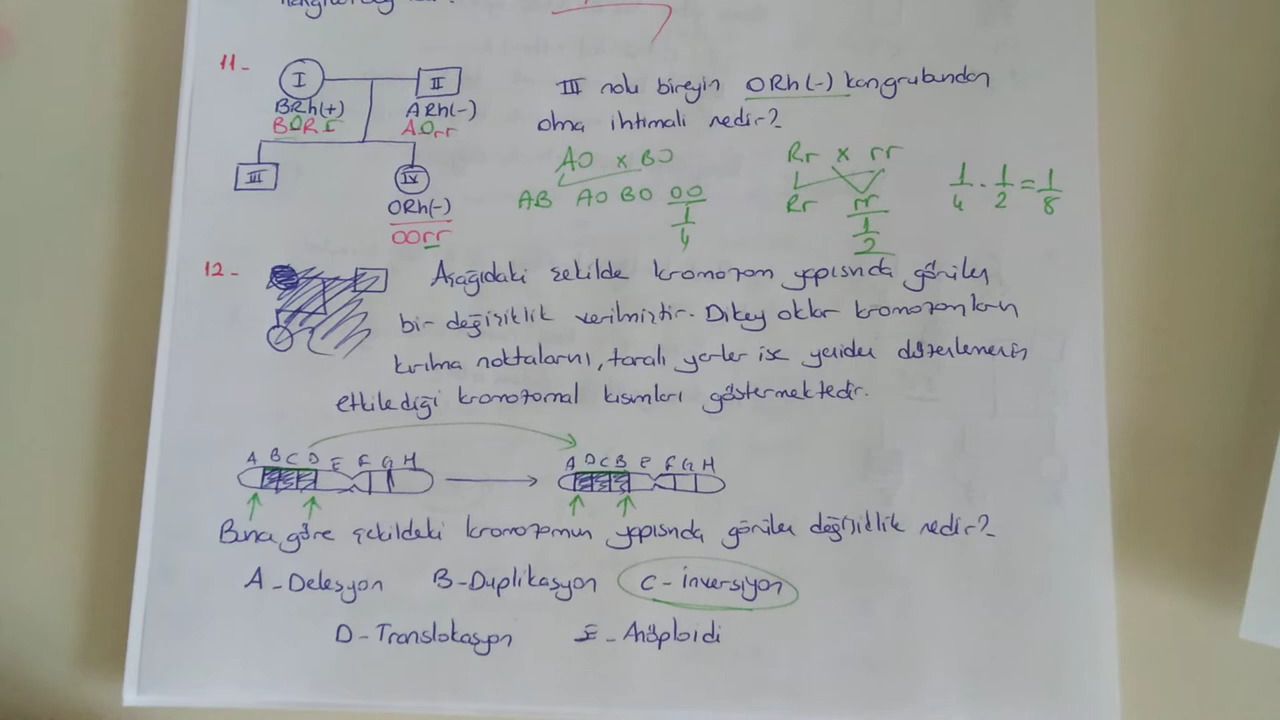 11-
I
II
BRh(+)
ARh(-)
BORr
AOrr
III
IV
ORh(-)
OOrr
III nolu bireyin ORh(-) kangrubundan
olma ihtimali nedir?
AO x BO
AB AO BO OO
1
4
Rr x rr
Rr rr
1
2
1/4 . 1/2 = 1/8
12-
Aşağıdaki şekilde kromozom yapısında görülen
bir değişiklik verilmiştir. Dikey oklar kromozomların
kırılma noktalarını, taralı yerler ise yeniden düzenlemenin
etkilediği kromozomal kısımları göstermektedir.
A B C D E F G H
A D C B E F G H
Buna göre şekildeki kromozomun yapısında görülen değişiklik nedir?
A-Delesyon B-Duplikasyon C-inversiyon
D-Translokasyon E-Anöploidi